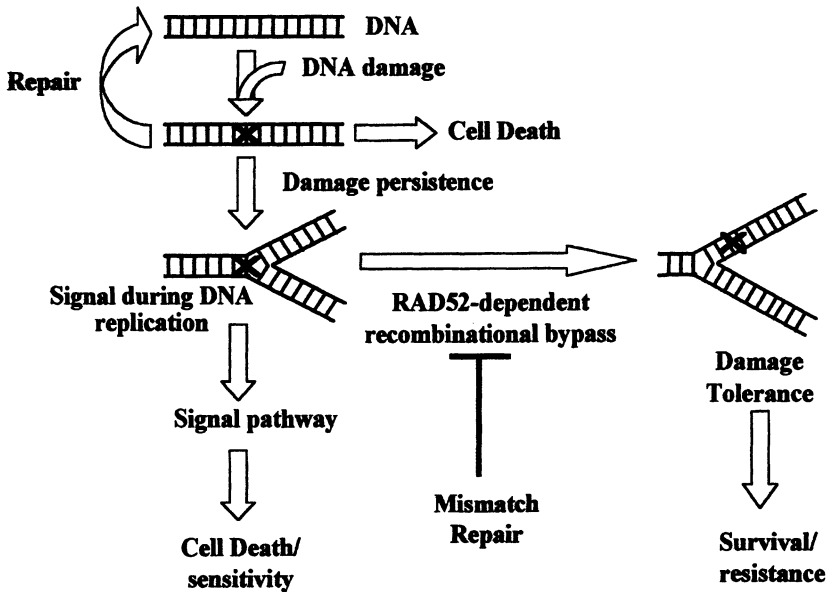 DNA
Repair
DNA damage
Cell Death
Damage persistence
Signal during DNA
replication
RAD52-dependent
recombinational bypass
Damage
Tolerance
Signal pathway
Mismatch
Repair
Cell Death/
sensitivity
Survival/
resistance